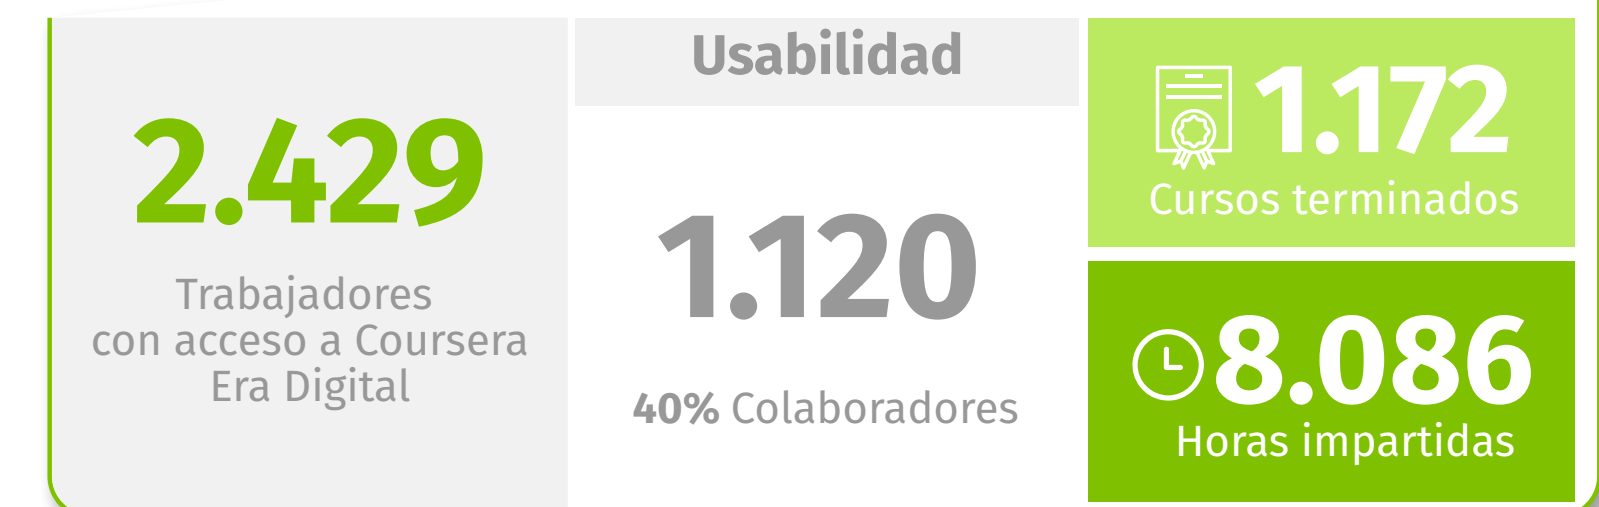 2.429
Trabajadores
con acceso a Coursera
Era Digital
Usabilidad
1.120
40% Colaboradores
1.172
Cursos terminados
8.086
Horas impartidas